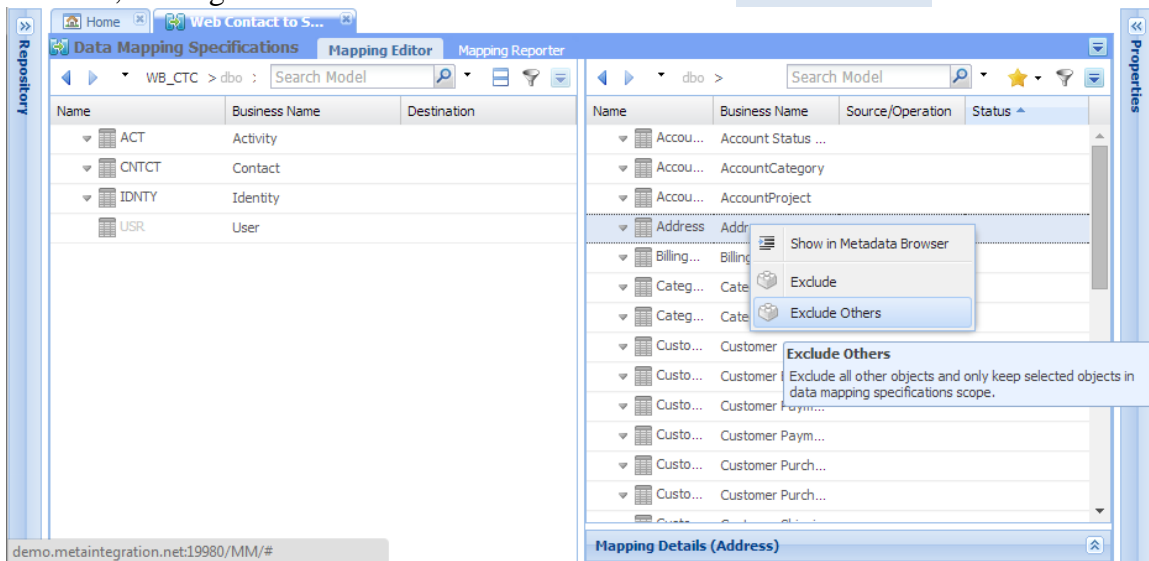 Home
Web Contact to S...
Repository
Data Mapping Specifications Mapping Editor Mapping Reporter
WB_CTC > dbo : Search Model
Name Business Name Destination
ACT Activity
CNTCT Contact
IDNTY Identity
USR User
dbo > Search Model
Name Business Name Source/Operation Status
Accou... Account Status ...
Accou... AccountCategory
Accou... AccountProject
Address Addr
Billing... Billing
Categ... Cate
Categ... Cate
Custo... Customer
Custo... Customer
Custo... Customer Paym...
Custo... Customer Paym...
Custo... Customer Purch...
Custo... Customer Purch...
Show in Metadata Browser
Exclude
Exclude Others
Exclude Others
Exclude all other objects and only keep selected objects in
data mapping specifications scope.
Mapping Details (Address)
Properties
demo.metaintegration.net:19980/MM/#